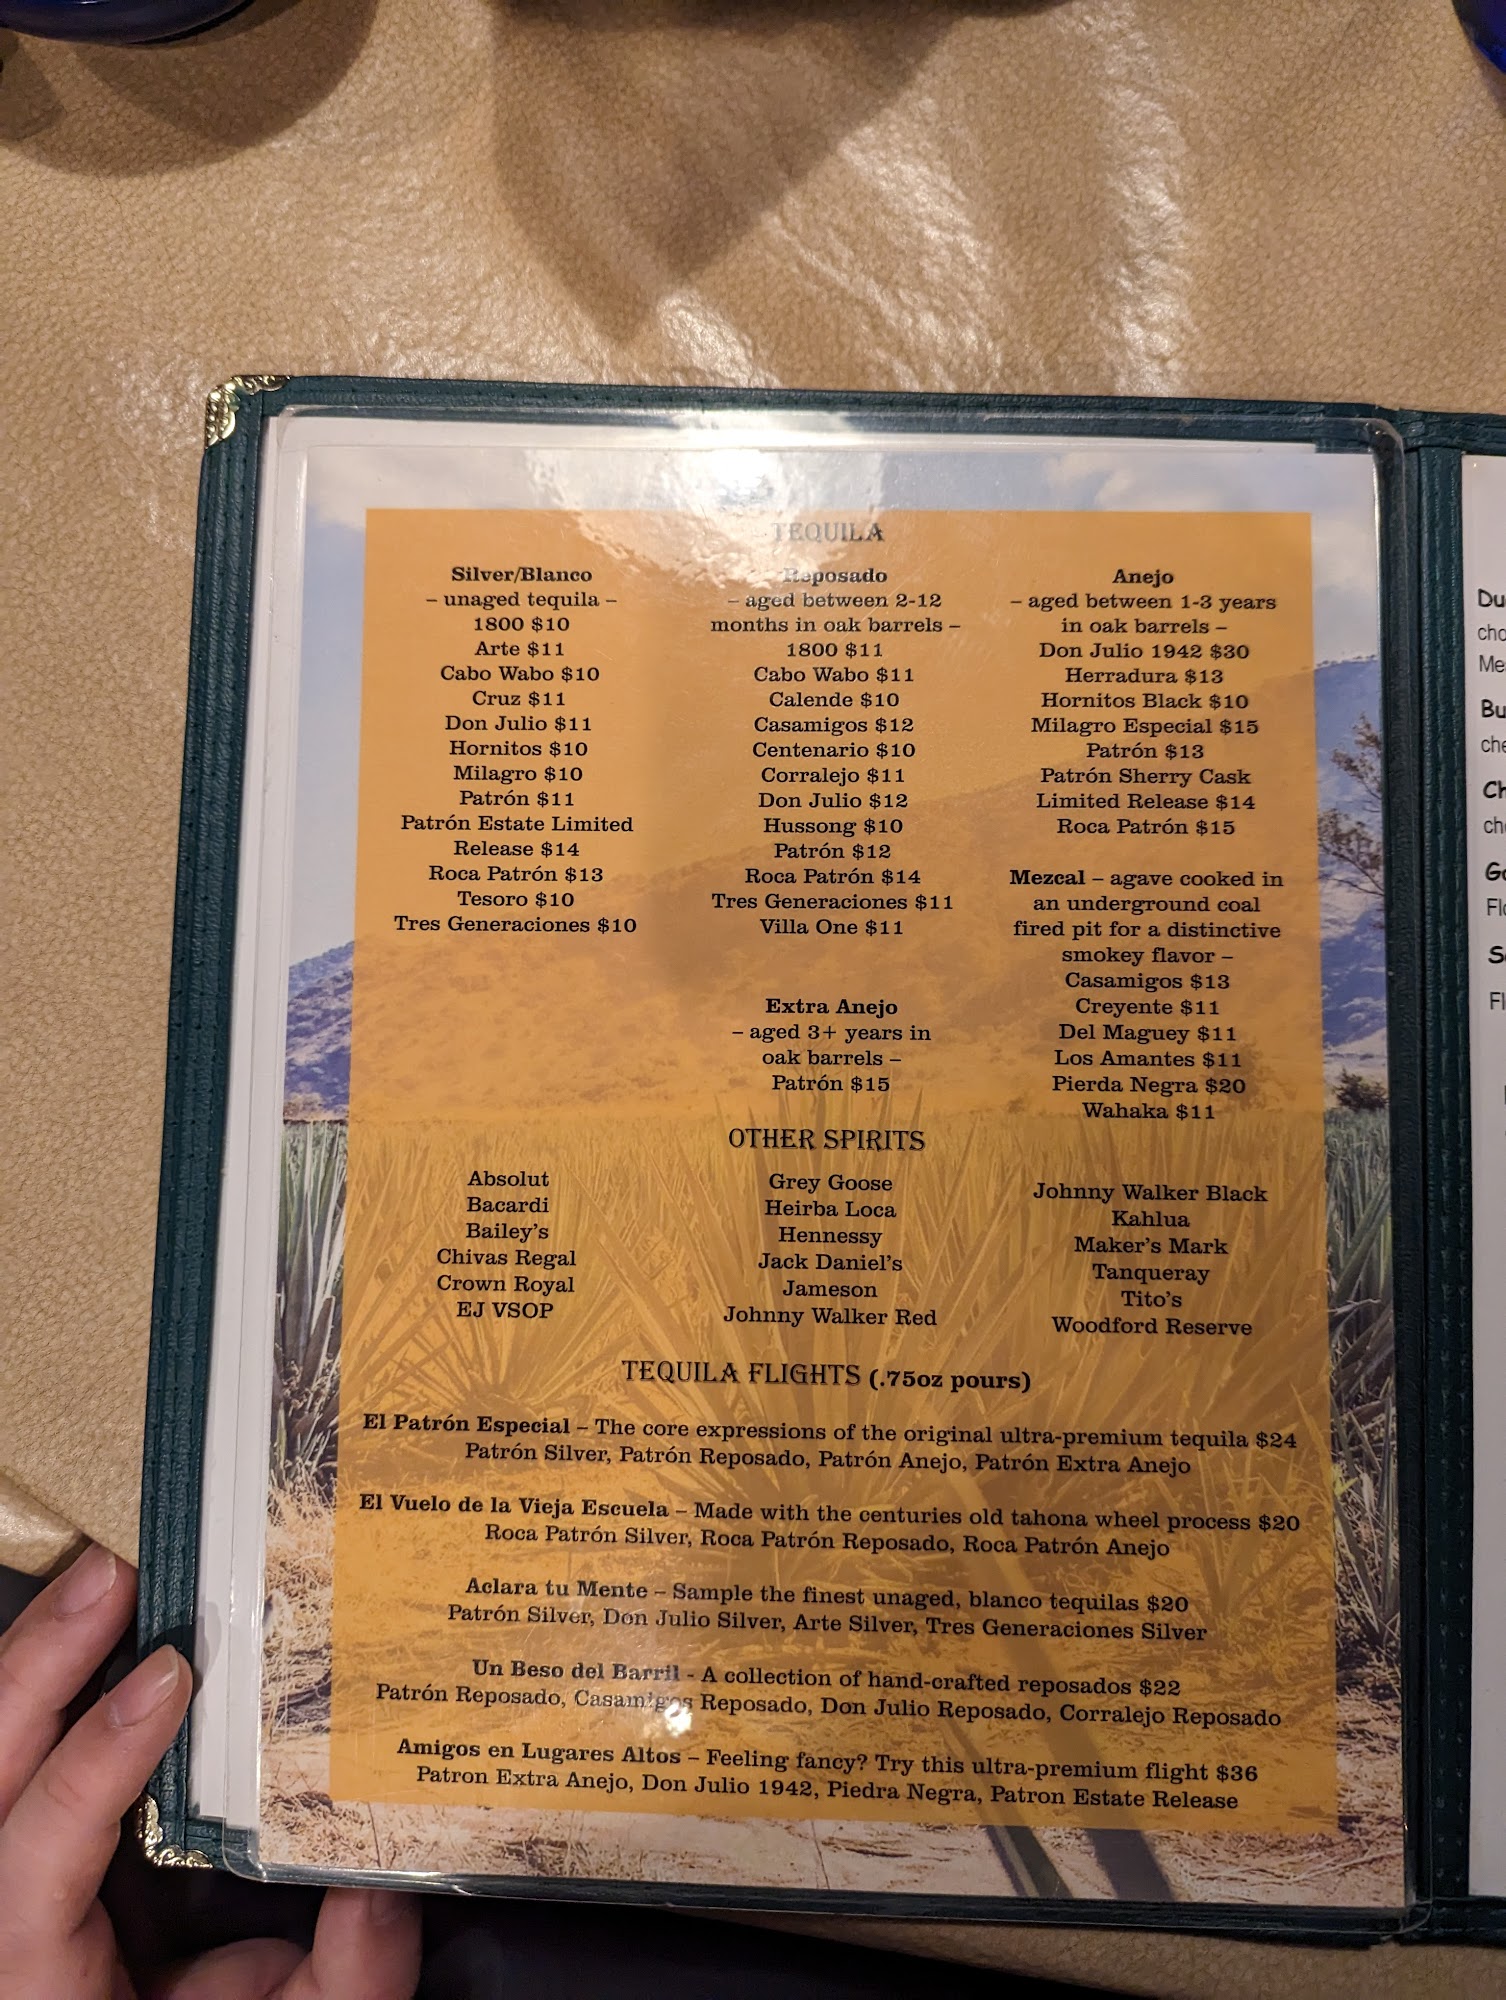 TEQUILA
Silver/Blanco
– unaged tequila –
1800 $10
Arte $11
Cabo Wabo $10
Cruz $11
Don Julio $11
Hornitos $10
Milagro $10
Patrón $11
Patrón Estate Limited
Release $14
Roca Patrón $13
Tesoro $10
Tres Generaciones $10
Reposado
– aged between 2-12
months in oak barrels –
1800 $11
Cabo Wabo $11
Calende $10
Casamigos $12
Centenario $10
Corralejo $11
Don Julio $12
Hussong $10
Patrón $12
Roca Patrón $14
Tres Generaciones $11
Villa One $11
Extra Anejo
– aged 3+ years in
oak barrels –
Patrón $15
Anejo
– aged between 1-3 years
in oak barrels –
Don Julio 1942 $30
Herradura $13
Hornitos Black $10
Milagro Especial $15
Patrón $13
Patrón Sherry Cask
Limited Release $14
Roca Patrón $15
Mezcal – agave cooked in
an underground coal
fired pit for a distinctive
smokey flavor –
Casamigos $13
Creyente $11
Del Maguey $11
Los Amantes $11
Pierda Negra $20
Wahaka $11
OTHER SPIRITS
Absolut
Bacardi
Bailey's
Chivas Regal
Crown Royal
EJ VSOP
Grey Goose
Heirba Loca
Hennessy
Jack Daniel's
Jameson
Johnny Walker Red
Johnny Walker Black
Kahlua
Maker's Mark
Tanqueray
Tito's
Woodford Reserve
TEQUILA FLIGHTS (.75oz pours)
El Patrón Especial – The core expressions of the original ultra-premium tequila $24
Patrón Silver, Patrón Reposado, Patrón Anejo, Patrón Extra Anejo
El Vuelo de la Vieja Escuela – Made with the centuries old tahona wheel process $20
Roca Patrón Silver, Roca Patrón Reposado, Roca Patrón Anejo
Aclara tu Mente – Sample the finest unaged, blanco tequilas $20
Patrón Silver, Don Julio Silver, Arte Silver, Tres Generaciones Silver
Un Beso del Barril - A collection of hand-crafted reposados $22
Patrón Reposado, Casamigos Reposado, Don Julio Reposado, Corralejo Reposado
Amigos en Lugares Altos – Feeling fancy? Try this ultra-premium flight $36
Patron Extra Anejo, Don Julio 1942, Piedra Negra, Patron Estate Release